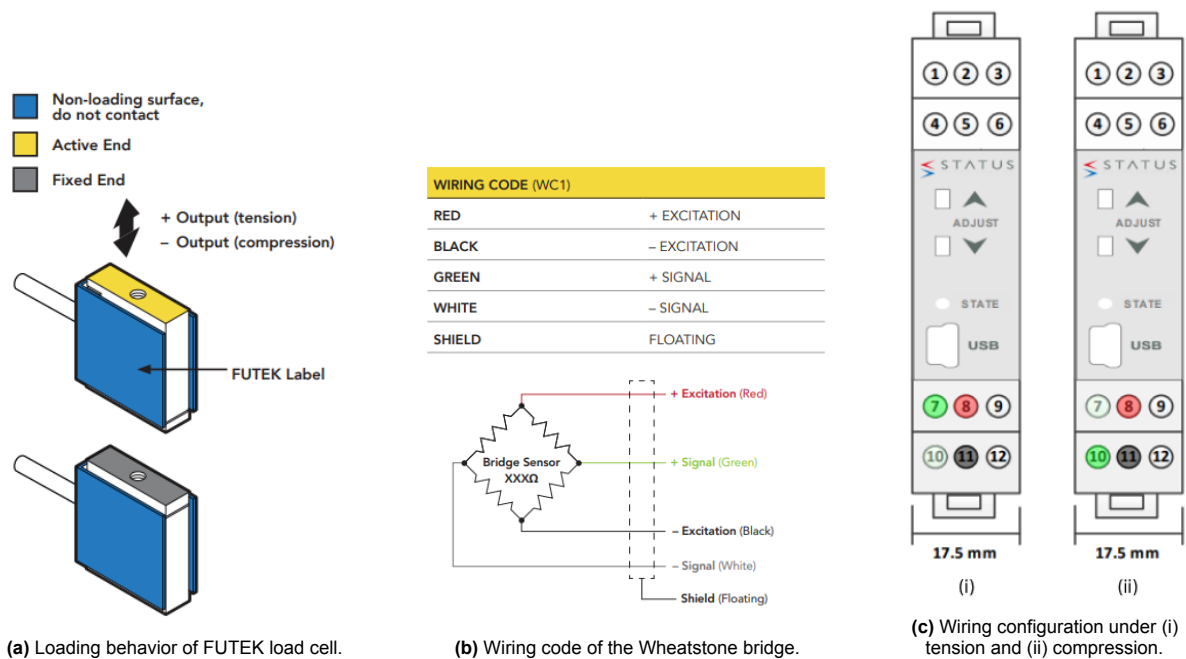 Non-loading surface,
do not contact
Active End
Fixed End
+ Output (tension)
– Output (compression)
FUTEK Label
(a) Loading behavior of FUTEK load cell.
WIRING CODE (WC1)
RED + EXCITATION
BLACK – EXCITATION
GREEN + SIGNAL
WHITE – SIGNAL
SHIELD FLOATING
+ Excitation (Red)
Bridge Sensor
XXXΩ
+ Signal (Green)
– Excitation (Black)
– Signal (White)
Shield (Floating)
(b) Wiring code of the Wheatstone bridge.
1 2 3
4 5 6
STATUS
ADJUST
STATE
USB
7 8 9
10 11 12
17.5 mm
(i)
1 2 3
4 5 6
STATUS
ADJUST
STATE
USB
7 8 9
10 11 12
17.5 mm
(ii)
(c) Wiring configuration under (i)
tension and (ii) compression.